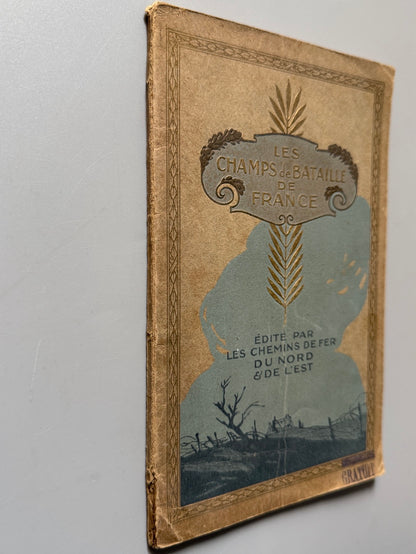 LES
CHAMPS de BATAILLE
DE
FRANCE
ÉDITÉ PAR
LES CHEMINS DE FER
DU NORD
& DE L'EST
GRATUIT